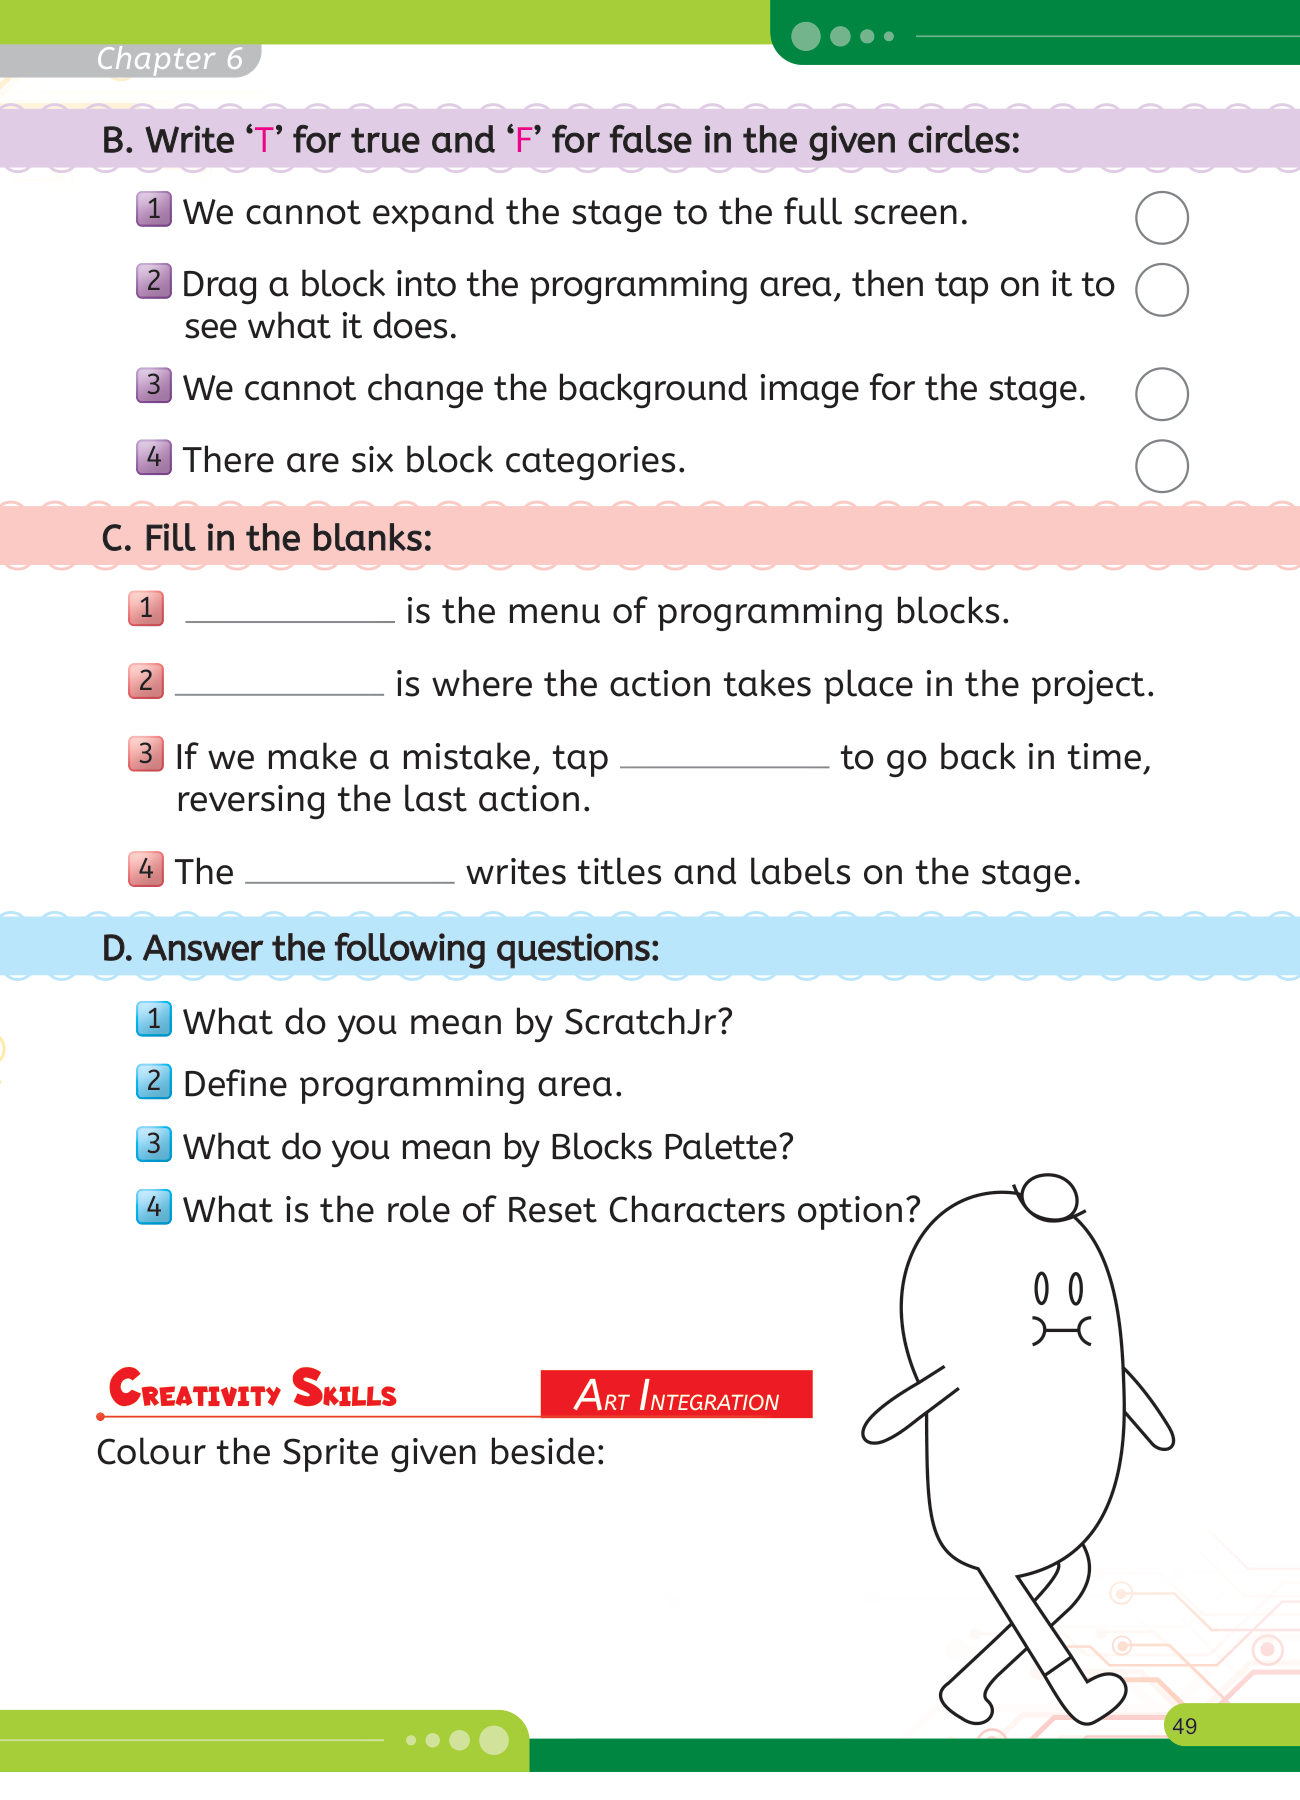 Chapter 6
B. Write ‘T’ for true and ‘F’ for false in the given circles:
1 We cannot expand the stage to the full screen.
2 Drag a block into the programming area, then tap on it to
see what it does.
3 We cannot change the background image for the stage.
4 There are six block categories.
C. Fill in the blanks:
1 ____________ is the menu of programming blocks.
2 ____________ is where the action takes place in the project.
3 If we make a mistake, tap ____________ to go back in time,
reversing the last action.
4 The ____________ writes titles and labels on the stage.
D. Answer the following questions:
1 What do you mean by ScratchJr?
2 Define programming area.
3 What do you mean by Blocks Palette?
4 What is the role of Reset Characters option?
CREATIVITY SKILLS ART INTEGRATION
Colour the Sprite given beside:
49